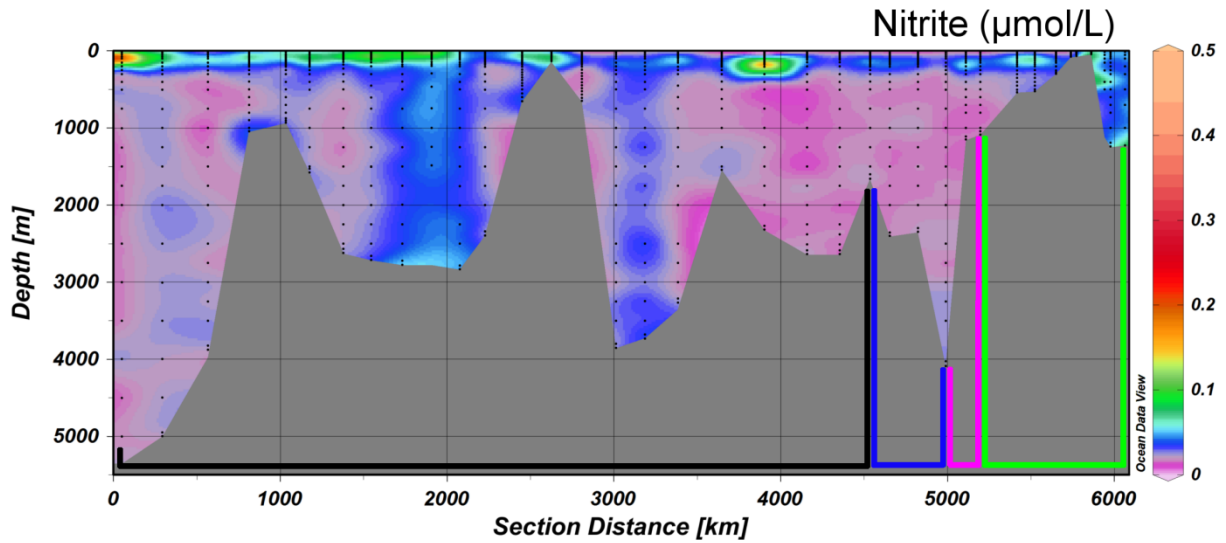 Nitrite (μmol/L)
0
1000
2000
3000
4000
5000
Depth [m]
0 1000 2000 3000 4000 5000 6000
Section Distance [km]
Ocean Data View
0.5
0.4
0.3
0.2
0.1
0